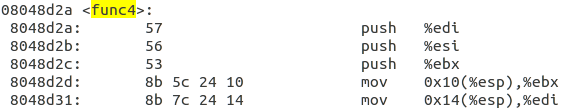 08048d2a <func4>:
8048d2a: 57 push %edi
8048d2b: 56 push %esi
8048d2c: 53 push %ebx
8048d2d: 8b 5c 24 10 mov 0x10(%esp),%ebx
8048d31: 8b 7c 24 14 mov 0x14(%esp),%edi